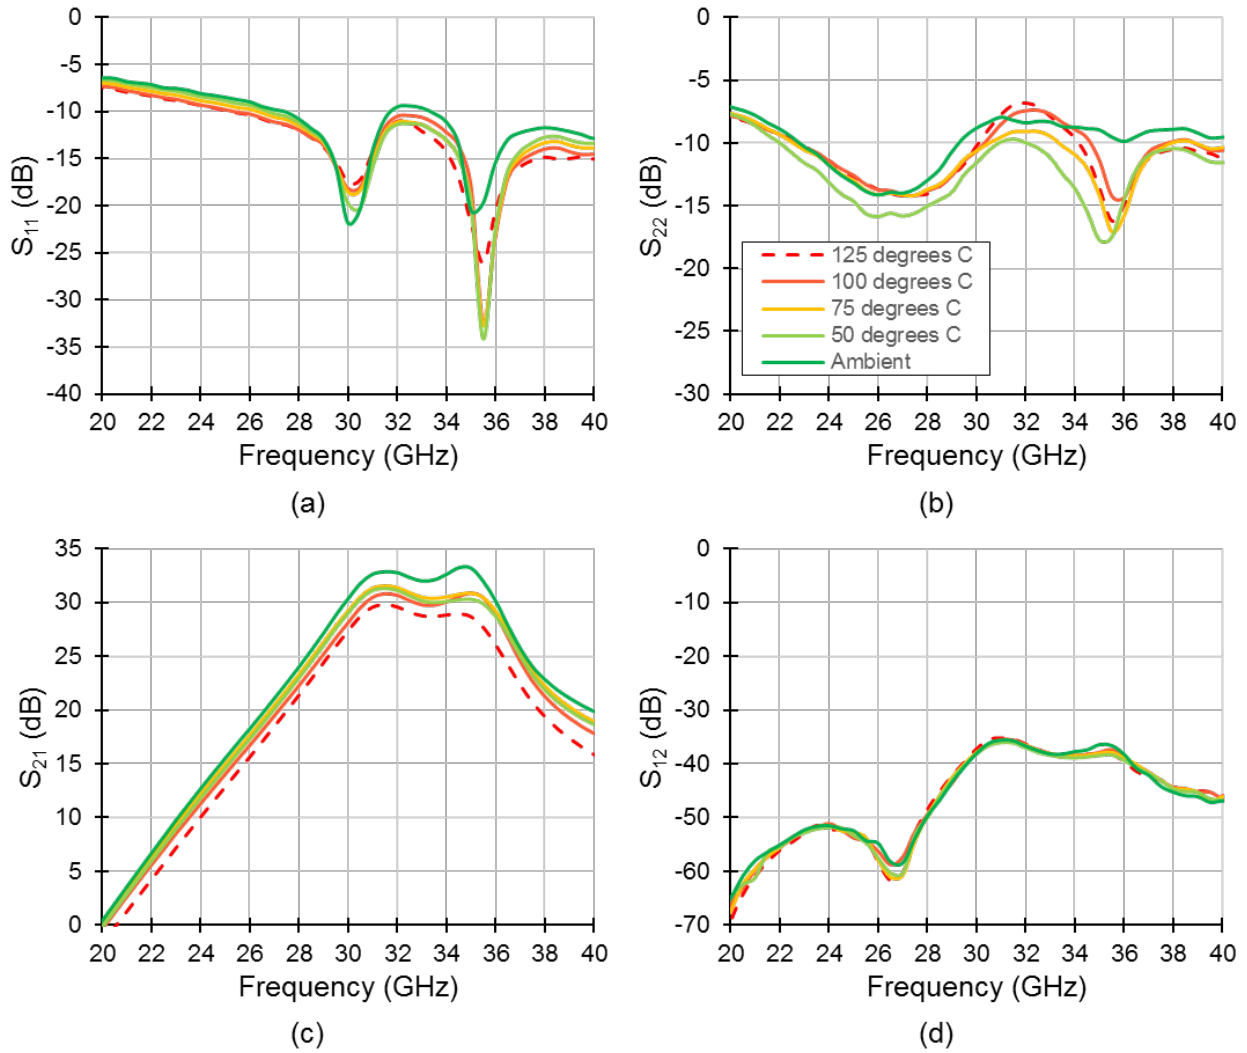 0
-5
-10
-15
-20
-25
-30
-35
-40
S11 (dB)
20 22 24 26 28 30 32 34 36 38 40
Frequency (GHz)
(a)
0
-5
-10
-15
-20
-25
-30
S22 (dB)
125 degrees C
100 degrees C
75 degrees C
50 degrees C
Ambient
20 22 24 26 28 30 32 34 36 38 40
Frequency (GHz)
(b)
35
30
25
20
15
10
5
0
S21 (dB)
20 22 24 26 28 30 32 34 36 38 40
Frequency (GHz)
(c)
0
-10
-20
-30
-40
-50
-60
-70
S12 (dB)
20 22 24 26 28 30 32 34 36 38 40
Frequency (GHz)
(d)